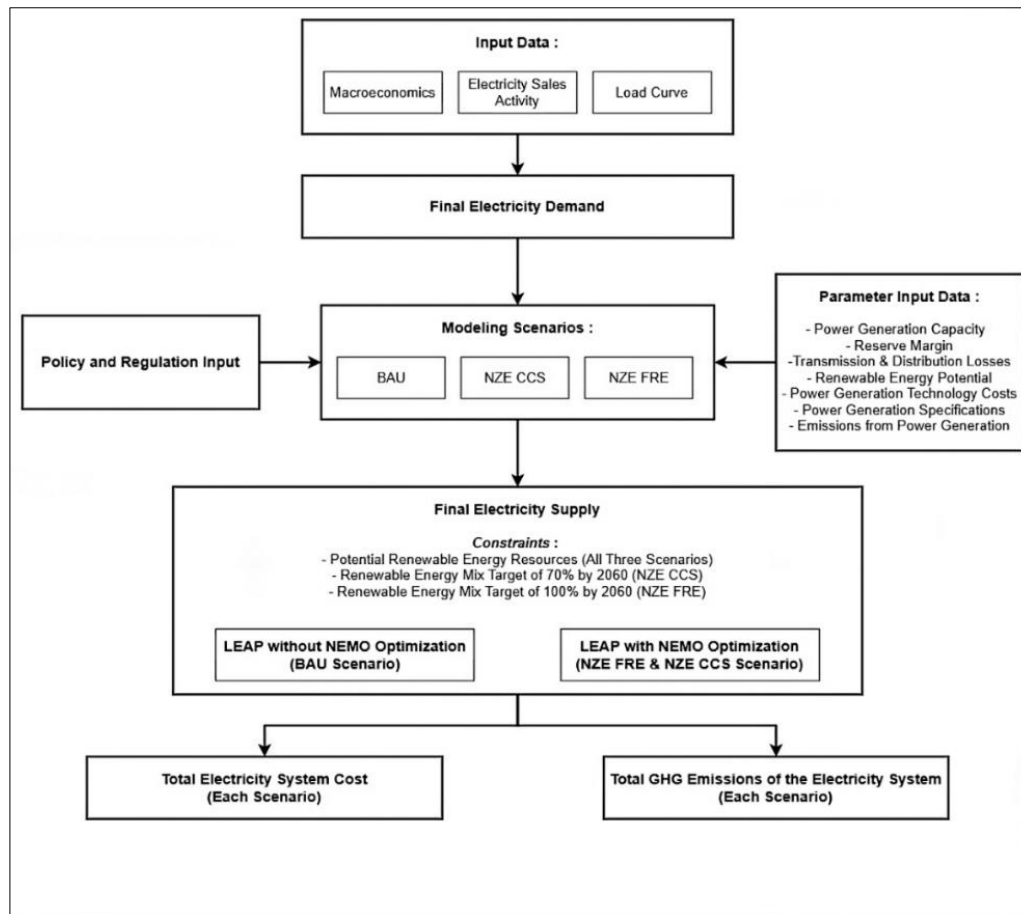 Input Data :
Macroeconomics
Electricity Sales
Activity
Load Curve
Final Electricity Demand
Policy and Regulation Input
Modeling Scenarios :
BAU
NZE CCS
NZE FRE
Parameter Input Data :
- Power Generation Capacity
- Reserve Margin
-Transmission & Distribution Losses
- Renewable Energy Potential
- Power Generation Technology Costs
- Power Generation Specifications
- Emissions from Power Generation
Final Electricity Supply
Constraints :
- Potential Renewable Energy Resources (All Three Scenarios)
- Renewable Energy Mix Target of 70% by 2060 (NZE CCS)
- Renewable Energy Mix Target of 100% by 2060 (NZE FRE)
LEAP without NEMO Optimization
(BAU Scenario)
LEAP with NEMO Optimization
(NZE FRE & NZE CCS Scenario)
Total Electricity System Cost
(Each Scenario)
Total GHG Emissions of the Electricity System
(Each Scenario)